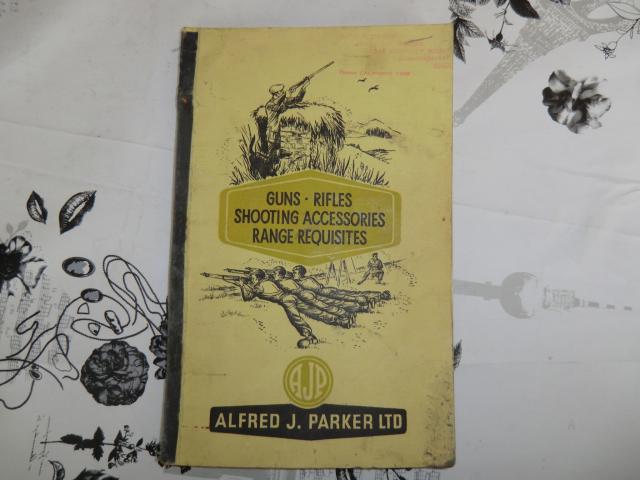 GUNS · RIFLES
SHOOTING ACCESSORIES
RANGE REQUISITES
AJP
ALFRED J. PARKER LTD